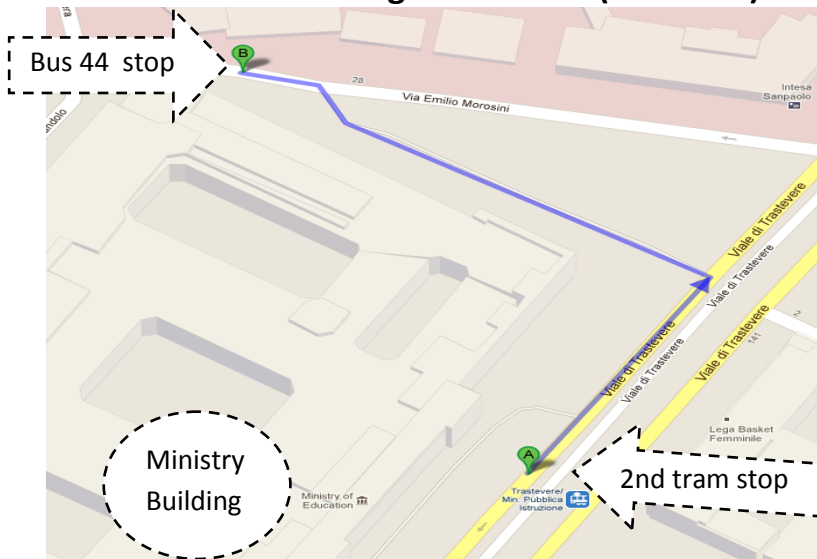 Bus 44 stop
B
28
Via Emilio Morosini
Intesa
Sanpaolo
Viale di Trastevere
Viale di Trastevere
Viale di Trastevere
Viale di Trastevere
Viale di Trastevere
2
141
Lega Basket
Femminile
A
Ministry
Building
Ministry of
Education
Trastevere/
Min. Pubblica
Istruzione
2nd tram stop